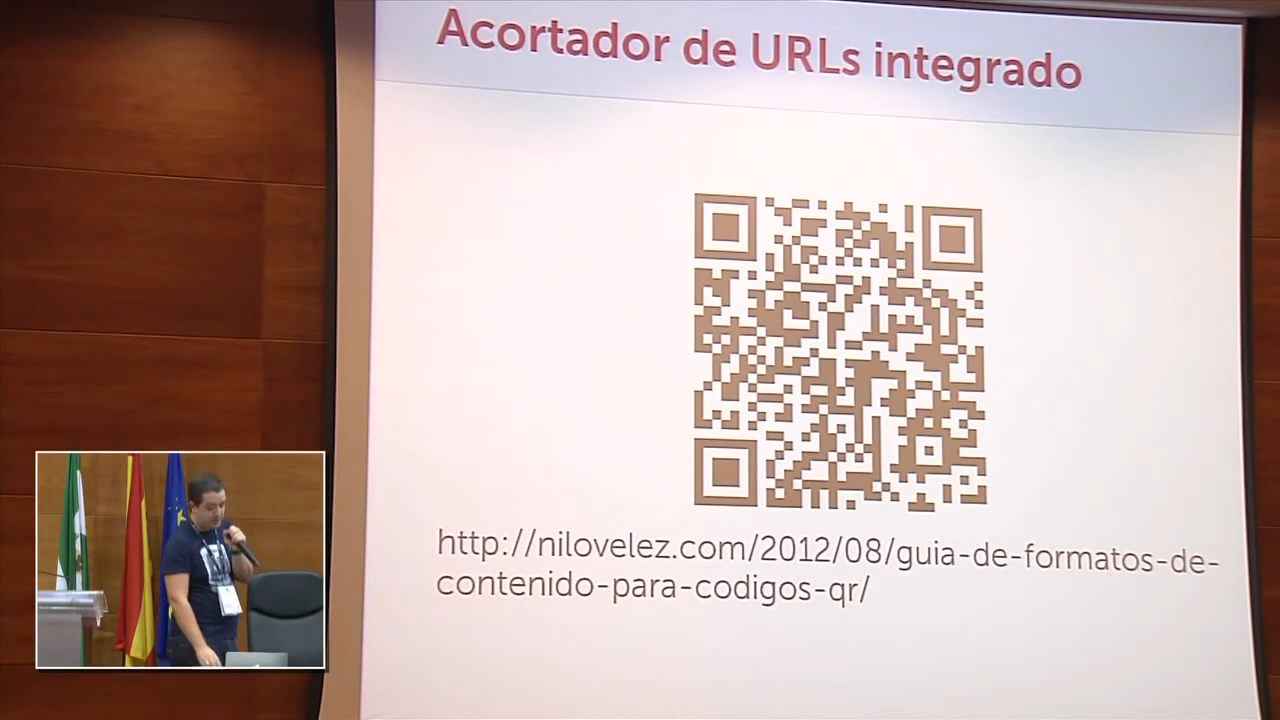 Acortador de URLs integrado
http://nilovelez.com/2012/08/guia-de-formatos-de-
contenido-para-codigos-qr/